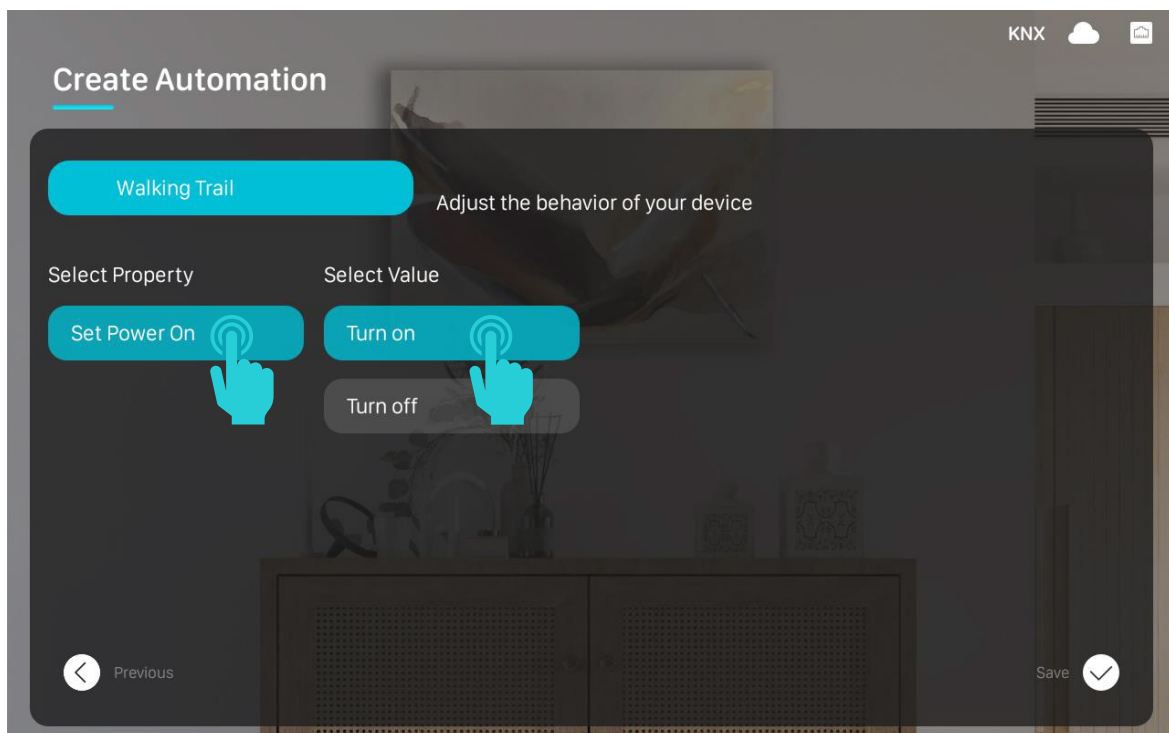 KNX
Create Automation
Walking Trail
Adjust the behavior of your device
Select Property
Select Value
Set Power On
Turn on
Turn off
Previous
Save